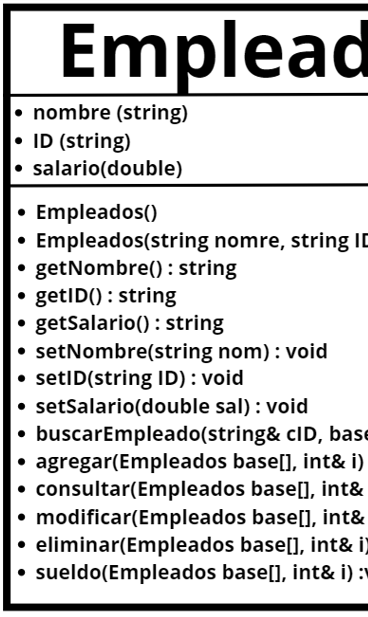 Emplead
nombre (string)
ID (string)
salario(double)
Empleados()
Empleados(string nomre, string ID
getNombre() : string
getID() : string
getSalario() : string
setNombre(string nom) : void
setID(string ID) : void
setSalario(double sal) : void
buscarEmpleado(string& cID, base
agregar(Empleados base[], int& i)
consultar(Empleados base[], int&
modificar(Empleados base[], int&
eliminar(Empleados base[], int& i)
sueldo(Empleados base[], int& i) :v